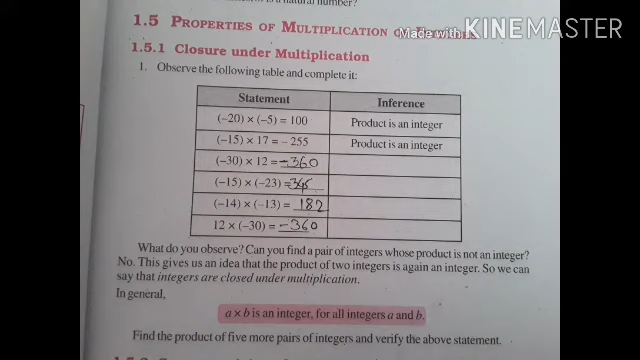 is a natural number?
Made with KINEMASTER
1.5 PROPERTIES OF MULTIPLICATION OF
1.5.1 Closure under Multiplication
1. Observe the following table and complete it:
Statement Inference
(–20) × (–5) = 100 Product is an integer
(–15) × 17 = – 255 Product is an integer
(–30) × 12 = –360
(–15) × (–23) = 345
(–14) × (–13) = 182
12 × (–30) = –360
What do you observe? Can you find a pair of integers whose product is not an integer?
No. This gives us an idea that the product of two integers is again an integer. So we can
say that integers are closed under multiplication.
In general,
a × b is an integer, for all integers a and b.
Find the product of five more pairs of integers and verify the above statement.